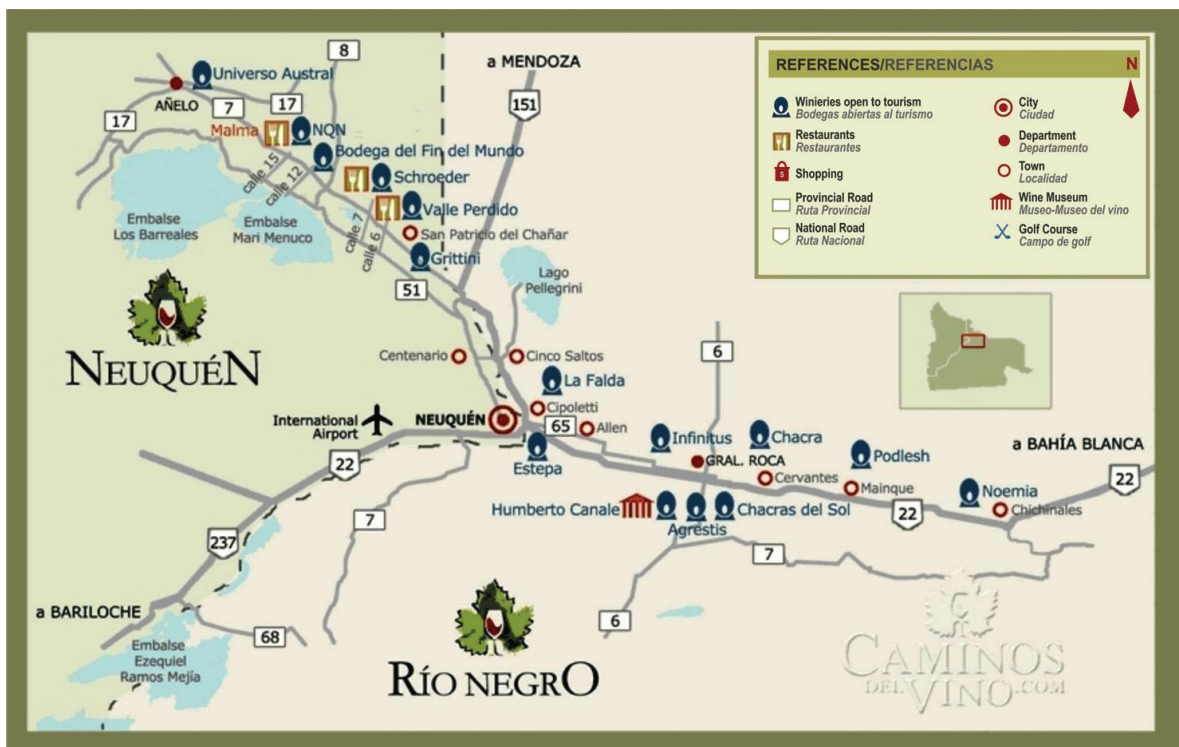 a MENDOZA
8
Universo Austral
AÑELO
7
17
17
151
Malma
NQN
Bodega del Fin del Mundo
calle 15
calle 12
Schroeder
Valle Perdido
Embalse
Los Barreales
Embalse
Mari Menuco
calle 7
calle 6
San Patricio del Chañar
Grittini
51
Lago
Pellegrini
NEUQUÉN
Centenario
Cinco Saltos
La Falda
6
International
Airport
NEUQUÉN
Cipoletti
65
Allen
Estepa
22
Infinitus
Chacra
GRAL. ROCA
Cervantes
Podlesh
Mainque
a BAHÍA BLANCA
22
Noemia
Chichinales
Humberto Canale
Agrestis
Chacras del Sol
22
7
7
237
a BARILOCHE
68
6
Embalse
Ezequiel
Ramos Mejía
RÍO NEGRO
CAMINOS
DEL VINO.COM
REFERENCES/REFERENCIAS
N
Winieries open to tourism
Bodegas abiertas al turismo
Restaurants
Restaurantes
S
Shopping
Provincial Road
Ruta Provincial
National Road
Ruta Nacional
City
Ciudad
Department
Departamento
Town
Localidad
Wine Museum
Museo-Museo del vino
Golf Course
Campo de golf